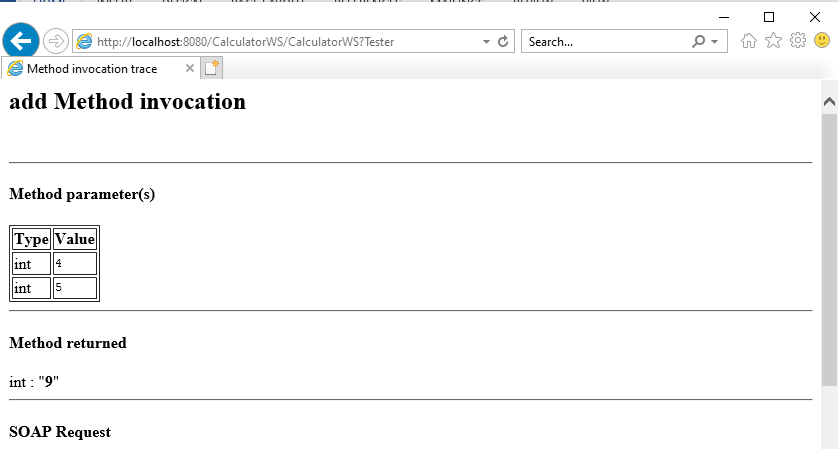 http://localhost:8080/CalculatorWS/CalculatorWS?Tester
Search...
Method invocation trace
add Method invocation
Method parameter(s)
Type Value
int 4
int 5
Method returned
int : "9"
SOAP Request